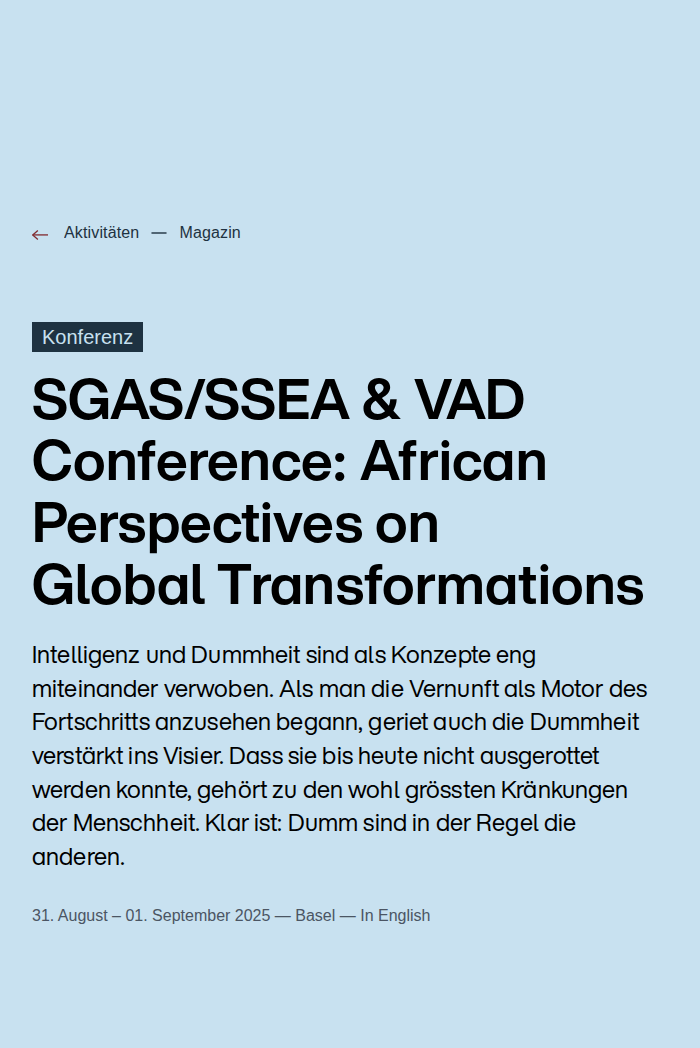 ← Aktivitäten — Magazin
Konferenz
SGAS/SSEA & VAD
Conference: African
Perspectives on
Global Transformations
Intelligenz und Dummheit sind als Konzepte eng
miteinander verwoben. Als man die Vernunft als Motor des
Fortschritts anzusehen begann, geriet auch die Dummheit
verstärkt ins Visier. Dass sie bis heute nicht ausgerottet
werden konnte, gehört zu den wohl grössten Kränkungen
der Menschheit. Klar ist: Dumm sind in der Regel die
anderen.
31. August – 01. September 2025 — Basel — In English